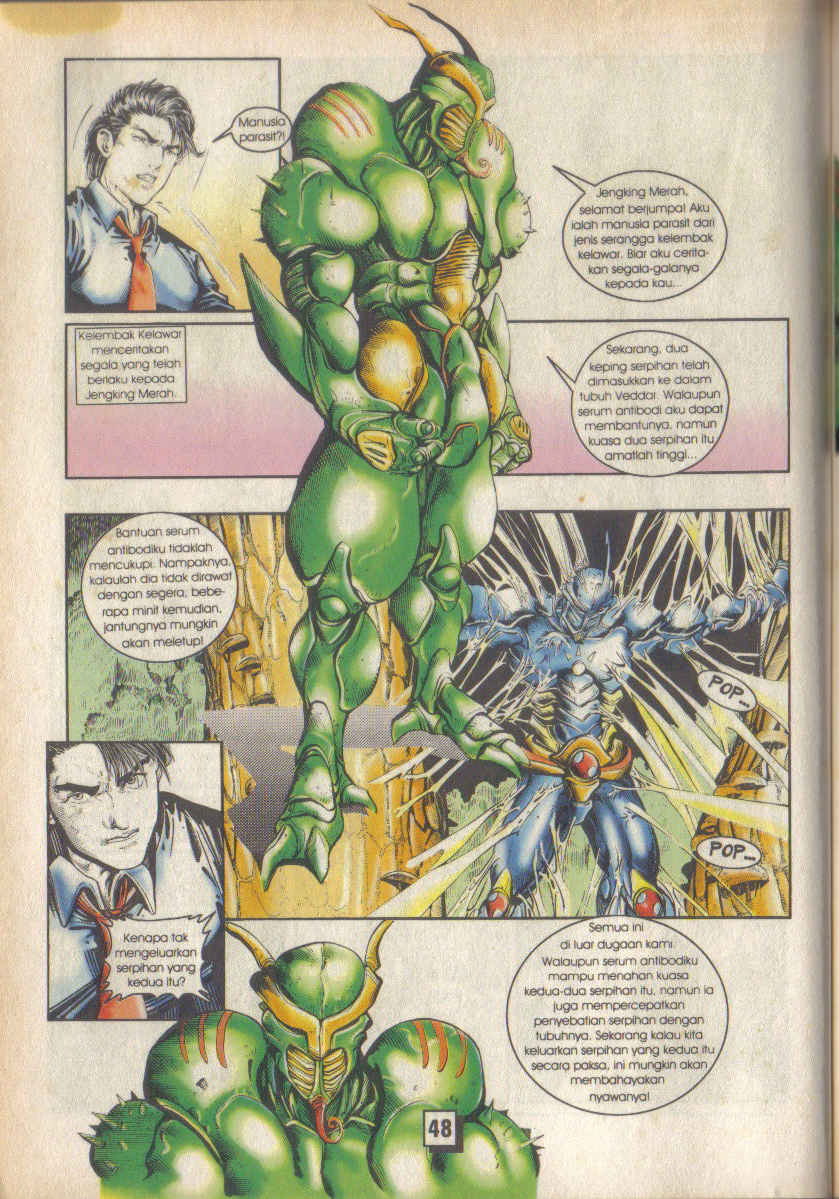 Manusia
parasit?!
Jengking Merah,
selamat berjumpa! Aku
ialah manusia parasit dari
jenis serangga kelembak
kelawar. Biar aku cerita-
kan segala-galanya
kepada kau...
Kelembak Kelawar
menceritakan
segala yang telah
berlaku kepada
Jengking Merah.
Sekarang, dua
keping serpihan telah
dimasukkan ke dalam
tubuh Veddar. Walaupun
serum antibodi aku dapat
membantunya, namun
kuasa dua serpihan itu
amatlah tinggi...
Bantuan serum
antibodiku tidaklah
mencukupi. Nampaknya,
kalaulah dia tidak dirawat
dengan segera, bebe-
rapa minit kemudian,
jantungnya mungkin
akan meletup!
POP...
POP...
Kenapa tak
mengeluarkan
serpihan yang
kedua itu?
Semua ini
di luar dugaan kami.
Walaupun serum antibodiku
mampu menahan kuasa
kedua-dua serpihan itu, namun ia
juga mempercepatkan
penyebatian serpihan dengan
tubuhnya. Sekarang kalau kita
keluarkan serpihan yang kedua itu
secara paksa, ini mungkin akan
membahayakan
nyawanya!
48